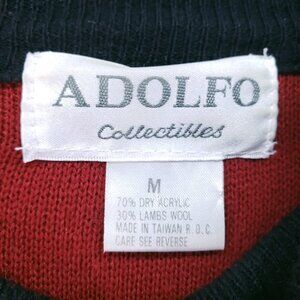 ADOLFO
Collectibles
M
70% DRY ACRYLIC
30% LAMBS WOOL
MADE IN TAIWAN R.O.C
CARE SEE REVERSE